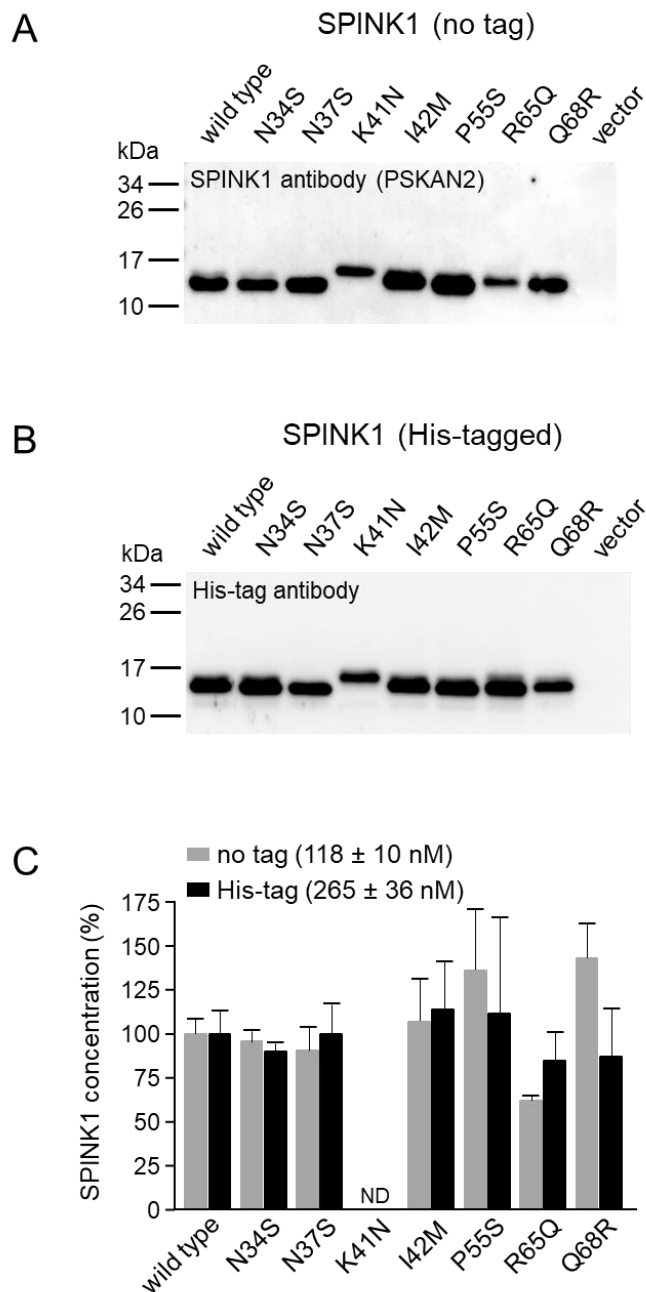 A
SPINK1 (no tag)
wild type N34S N37S K41N I42M P55S R65Q Q68R vector
kDa
SPINK1 antibody (PSKAN2)
34
26
17
10
B
SPINK1 (His-tagged)
wild type N34S N37S K41N I42M P55S R65Q Q68R vector
kDa
His-tag antibody
34
26
17
10
C
no tag (118 ± 10 nM)
His-tag (265 ± 36 nM)
SPINK1 concentration (%)
175
150
125
100
75
50
25
0
ND
wild type N34S N37S K41N I42M P55S R65Q Q68R